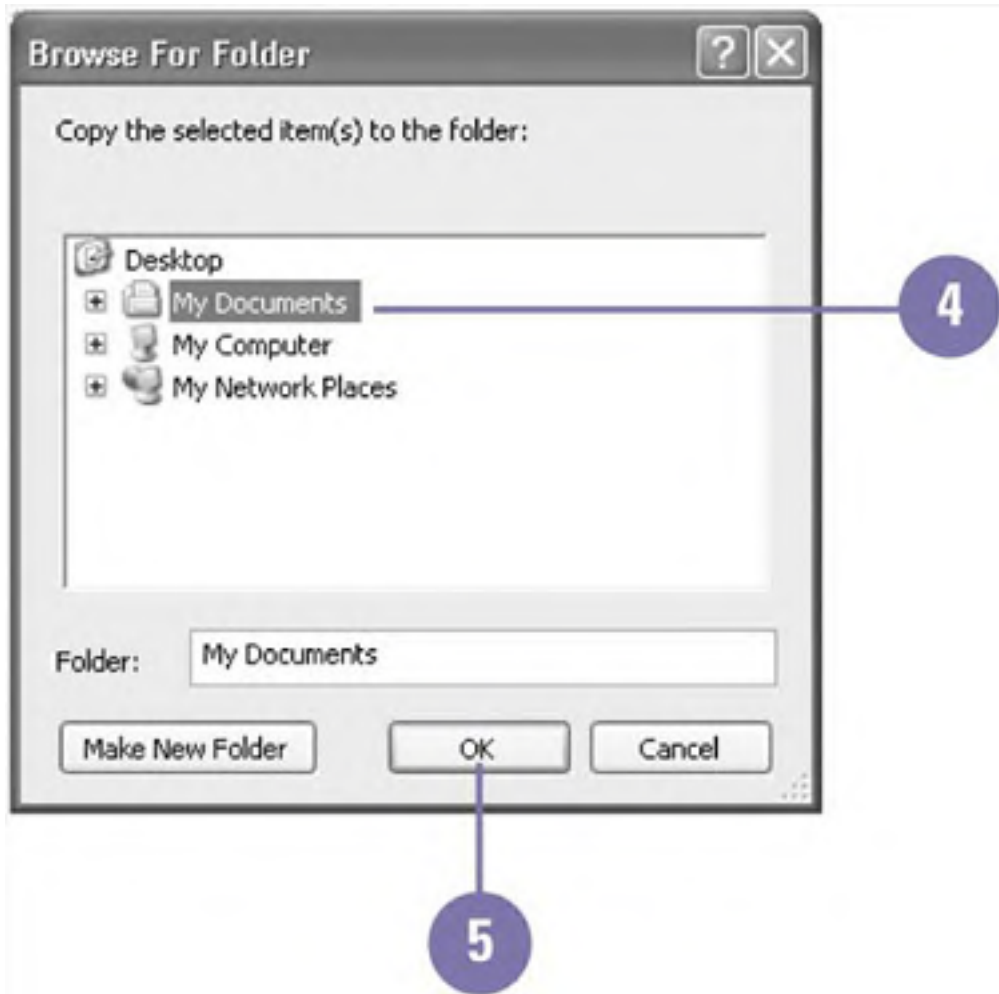 Browse For Folder
Copy the selected item(s) to the folder:
Desktop
My Documents
4
My Computer
My Network Places
Folder: My Documents
Make New Folder OK Cancel
5